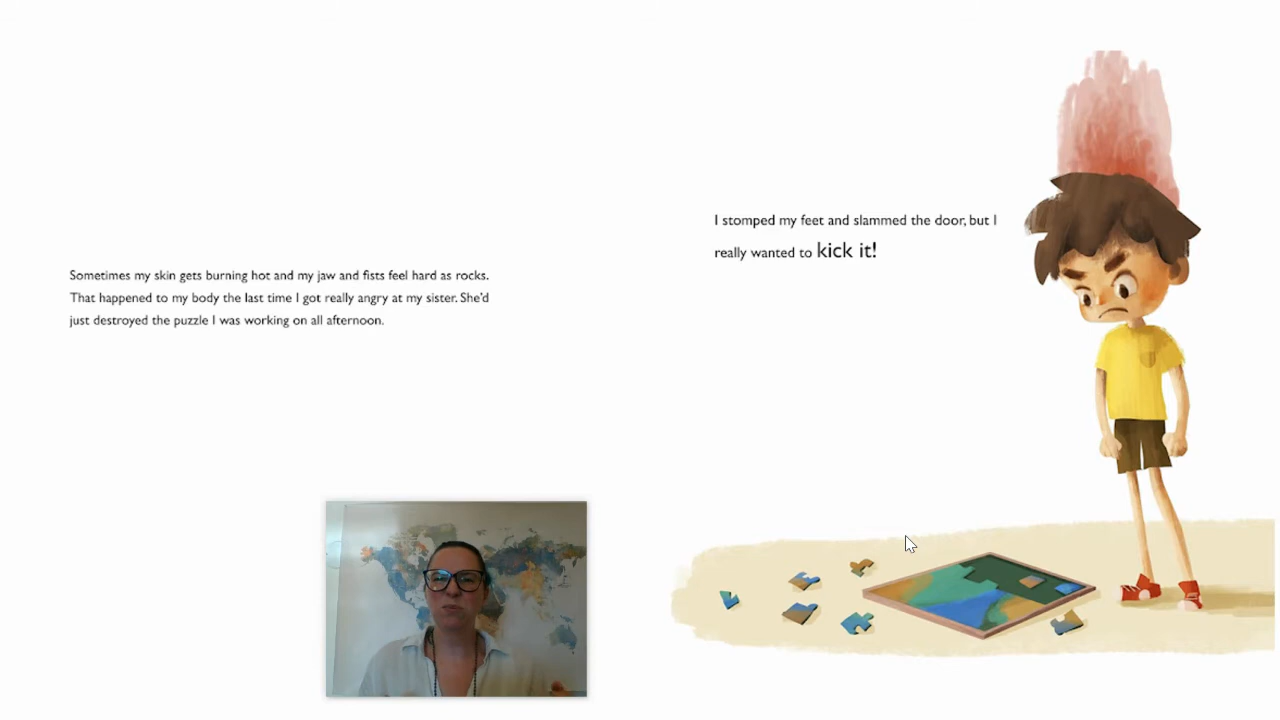 Sometimes my skin gets burning hot and my jaw and fists feel hard as rocks.
That happened to my body the last time I got really angry at my sister. She'd
just destroyed the puzzle I was working on all afternoon.
I stomped my feet and slammed the door, but I
really wanted to kick it!